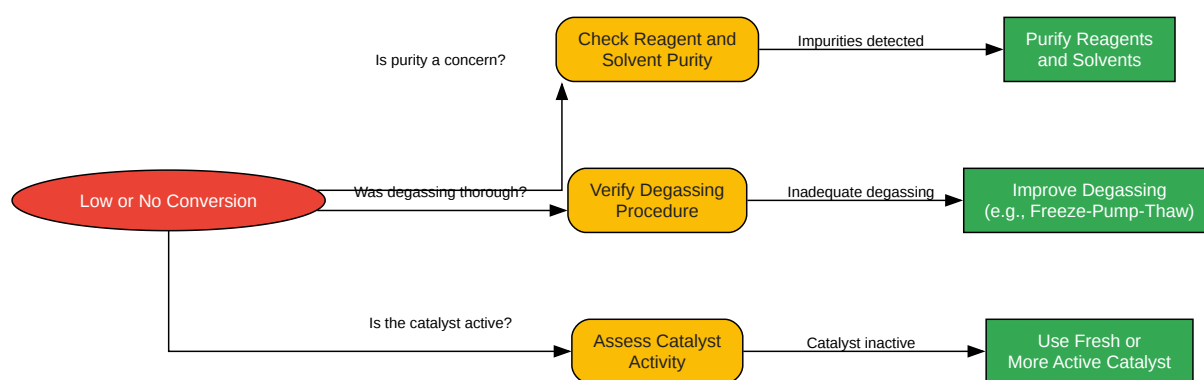 Is purity a concern?
Check Reagent and
Solvent Purity
Impurities detected
Purify Reagents
and Solvents
Low or No Conversion
Was degassing thorough?
Verify Degassing
Procedure
Inadequate degassing
Improve Degassing
(e.g., Freeze-Pump-Thaw)
Is the catalyst active?
Assess Catalyst
Activity
Catalyst inactive
Use Fresh or
More Active Catalyst